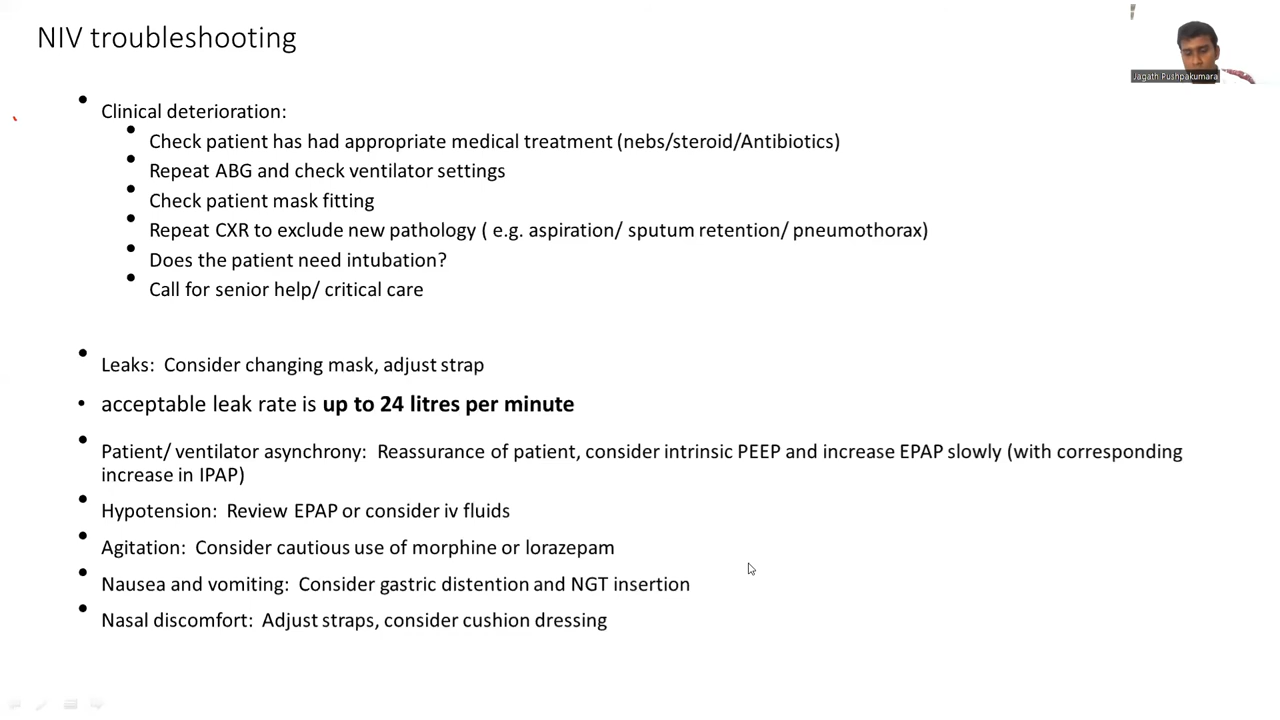 NIV troubleshooting
Jagath Pushpakumara
Clinical deterioration:
Check patient has had appropriate medical treatment (nebs/steroid/Antibiotics)
Repeat ABG and check ventilator settings
Check patient mask fitting
Repeat CXR to exclude new pathology ( e.g. aspiration/ sputum retention/ pneumothorax)
Does the patient need intubation?
Call for senior help/ critical care
Leaks: Consider changing mask, adjust strap
acceptable leak rate is up to 24 litres per minute
Patient/ ventilator asynchrony: Reassurance of patient, consider intrinsic PEEP and increase EPAP slowly (with corresponding
increase in IPAP)
Hypotension: Review EPAP or consider iv fluids
Agitation: Consider cautious use of morphine or lorazepam
Nausea and vomiting: Consider gastric distention and NGT insertion
Nasal discomfort: Adjust straps, consider cushion dressing